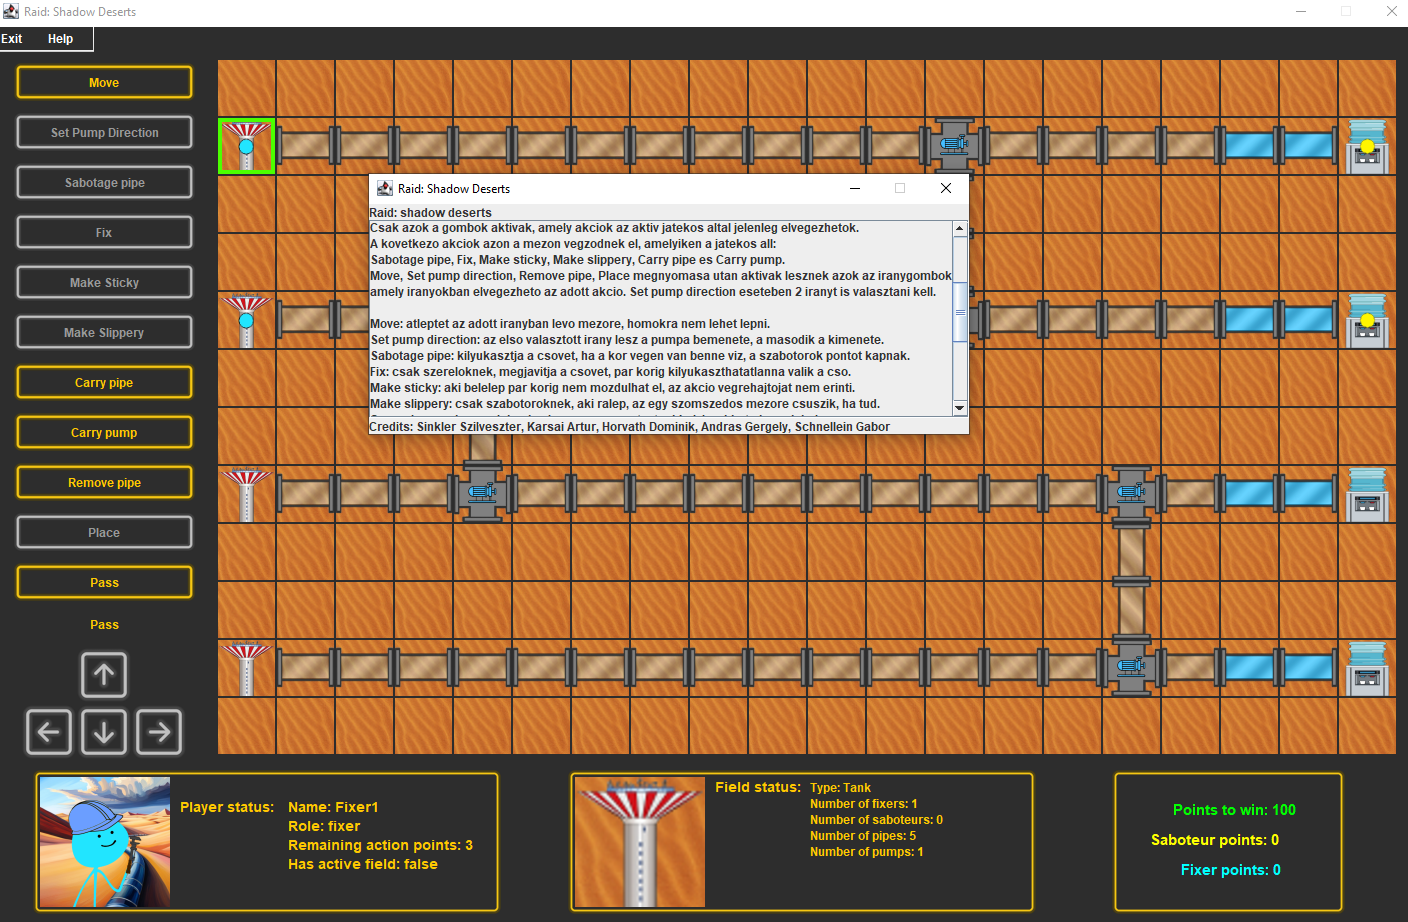 Raid: Shadow Deserts
Exit Help
Move
Set Pump Direction
Sabotage pipe
Fix
Make Sticky
Make Slippery
Carry pipe
Carry pump
Remove pipe
Place
Pass
Pass
Raid: Shadow Deserts
Raid: shadow deserts
Csak azok a gombok aktivak, amely akciok az aktiv jatekos altal jelenleg elvegezhetok.
A kovetkezo akciok azon a mezon vegzodnek el, amelyiken a jatekos all:
Sabotage pipe, Fix, Make sticky, Make slippery, Carry pipe es Carry pump.
Move, Set pump direction, Remove pipe, Place megnyomasa utan aktivak lesznek azok az iranygombok
amely iranyokban elvegezheto az adott akcio. Set pump direction eseteben 2 iranyt is valasztani kell.
Move: atleptet az adott iranyban levo mezore, homokra nem lehet lepni.
Set pump direction: az elso valasztott irany lesz a pumpa bemenete, a masodik a kimenete.
Sabotage pipe: kilyukasztja a csovet, ha a kor vegen van benne viz, a szabotorok pontot kapnak.
Fix: csak szereloknek, megjavitja a csovet, par korig kilyukaszthatatlanna valik a cso.
Make sticky: aki belelep par korig nem mozdulhat el, az akcio vegrehajtojat nem erinti.
Make slippery: csak szabotoroknek, aki ralep, az egy szomszedos mezore csuszik, ha tud.
Credits: Sinkler Szilveszter, Karsai Artur, Horvath Dominik, Andras Gergely, Schnellein Gabor
Player status:
Name: Fixer1
Role: fixer
Remaining action points: 3
Has active field: false
Field status:
Type: Tank
Number of fixers: 1
Number of saboteurs: 0
Number of pipes: 5
Number of pumps: 1
Points to win: 100
Saboteur points: 0
Fixer points: 0